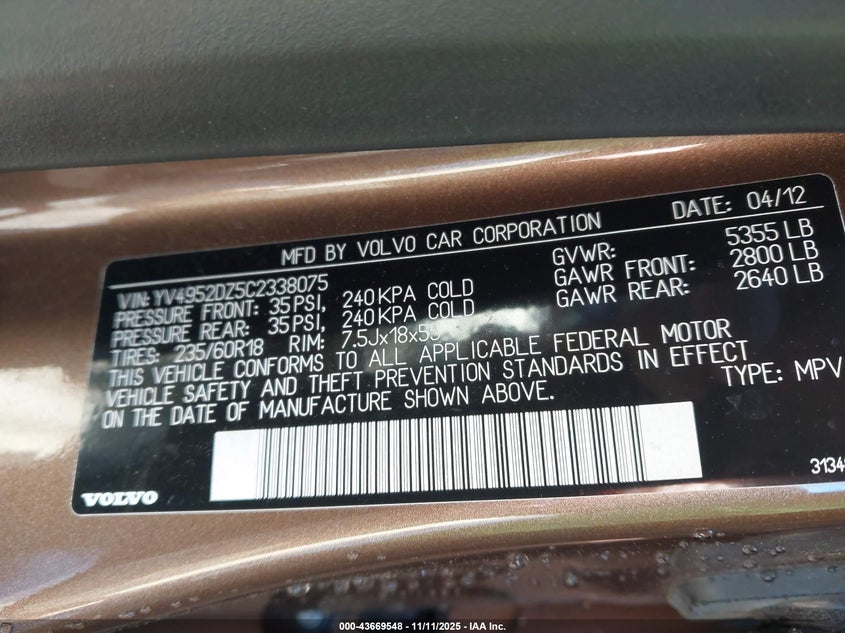 MFD BY VOLVO CAR CORPORATION DATE: 04/12
VIN: YV4952DZ5C2338075 GVWR: 5355 LB
PRESSURE FRONT: 35 PSI, 240 KPA COLD GAWR FRONT: 2800 LB
PRESSURE REAR: 35 PSI, 240 KPA COLD GAWR REAR: 2640 LB
TIRES: 235/60R18 RIM: 7.5Jx18x55
THIS VEHICLE CONFORMS TO ALL APPLICABLE FEDERAL MOTOR
VEHICLE SAFETY AND THEFT PREVENTION STANDARDS IN EFFECT
ON THE DATE OF MANUFACTURE SHOWN ABOVE. TYPE: MPV
VOLVO
000-43669548 - 11/11/2025 - IAA Inc.